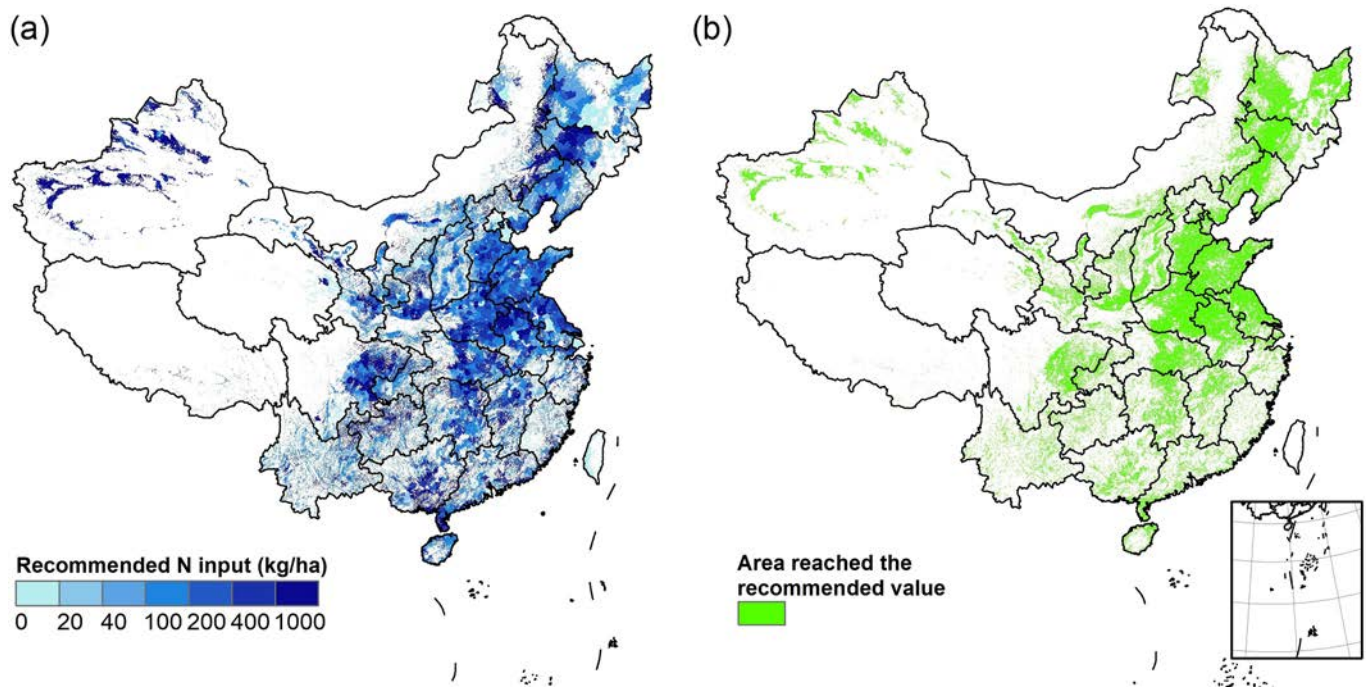 (a)
(b)
Recommended N input (kg/ha)
0 20 40 100 200 400 1000
Area reached the
recommended value